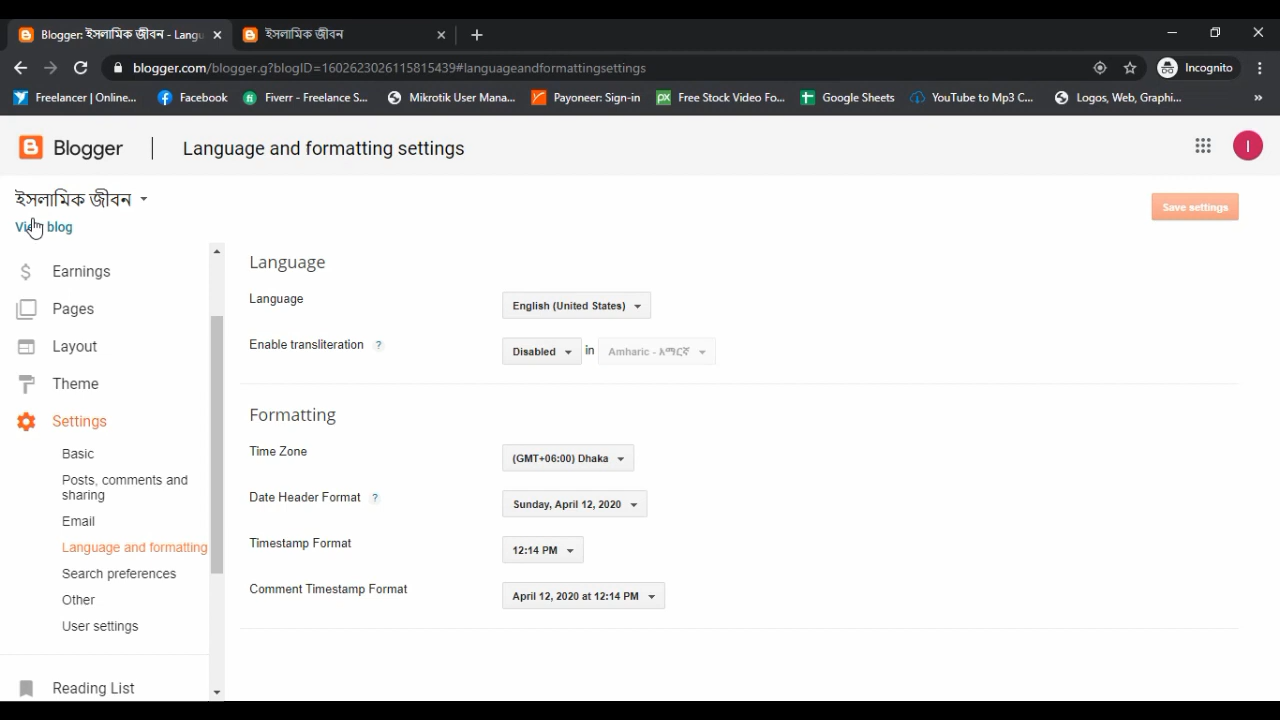 Blogger: ইসলামিক জীবন - Langu
ইসলামিক জীবন
blogger.com/blogger.g?blogID=1602623026115815439#languageandformattingsettings
Incognito
Freelancer | Online...
Facebook
Fiverr - Freelance S...
Mikrotik User Mana...
Payoneer: Sign-in
Free Stock Video Fo...
Google Sheets
YouTube to Mp3 C...
Logos, Web, Graphi...
»
Blogger
Language and formatting settings
I
ইসলামিক জীবন
View blog
Save settings
Earnings
Pages
Layout
Theme
Settings
Basic
Posts, comments and
sharing
Email
Language and formatting
Search preferences
Other
User settings
Reading List
Language
Language
English (United States)
Enable transliteration ?
Disabled in Amharic - አማርኛ
Formatting
Time Zone
(GMT+06:00) Dhaka
Date Header Format ?
Sunday, April 12, 2020
Timestamp Format
12:14 PM
Comment Timestamp Format
April 12, 2020 at 12:14 PM